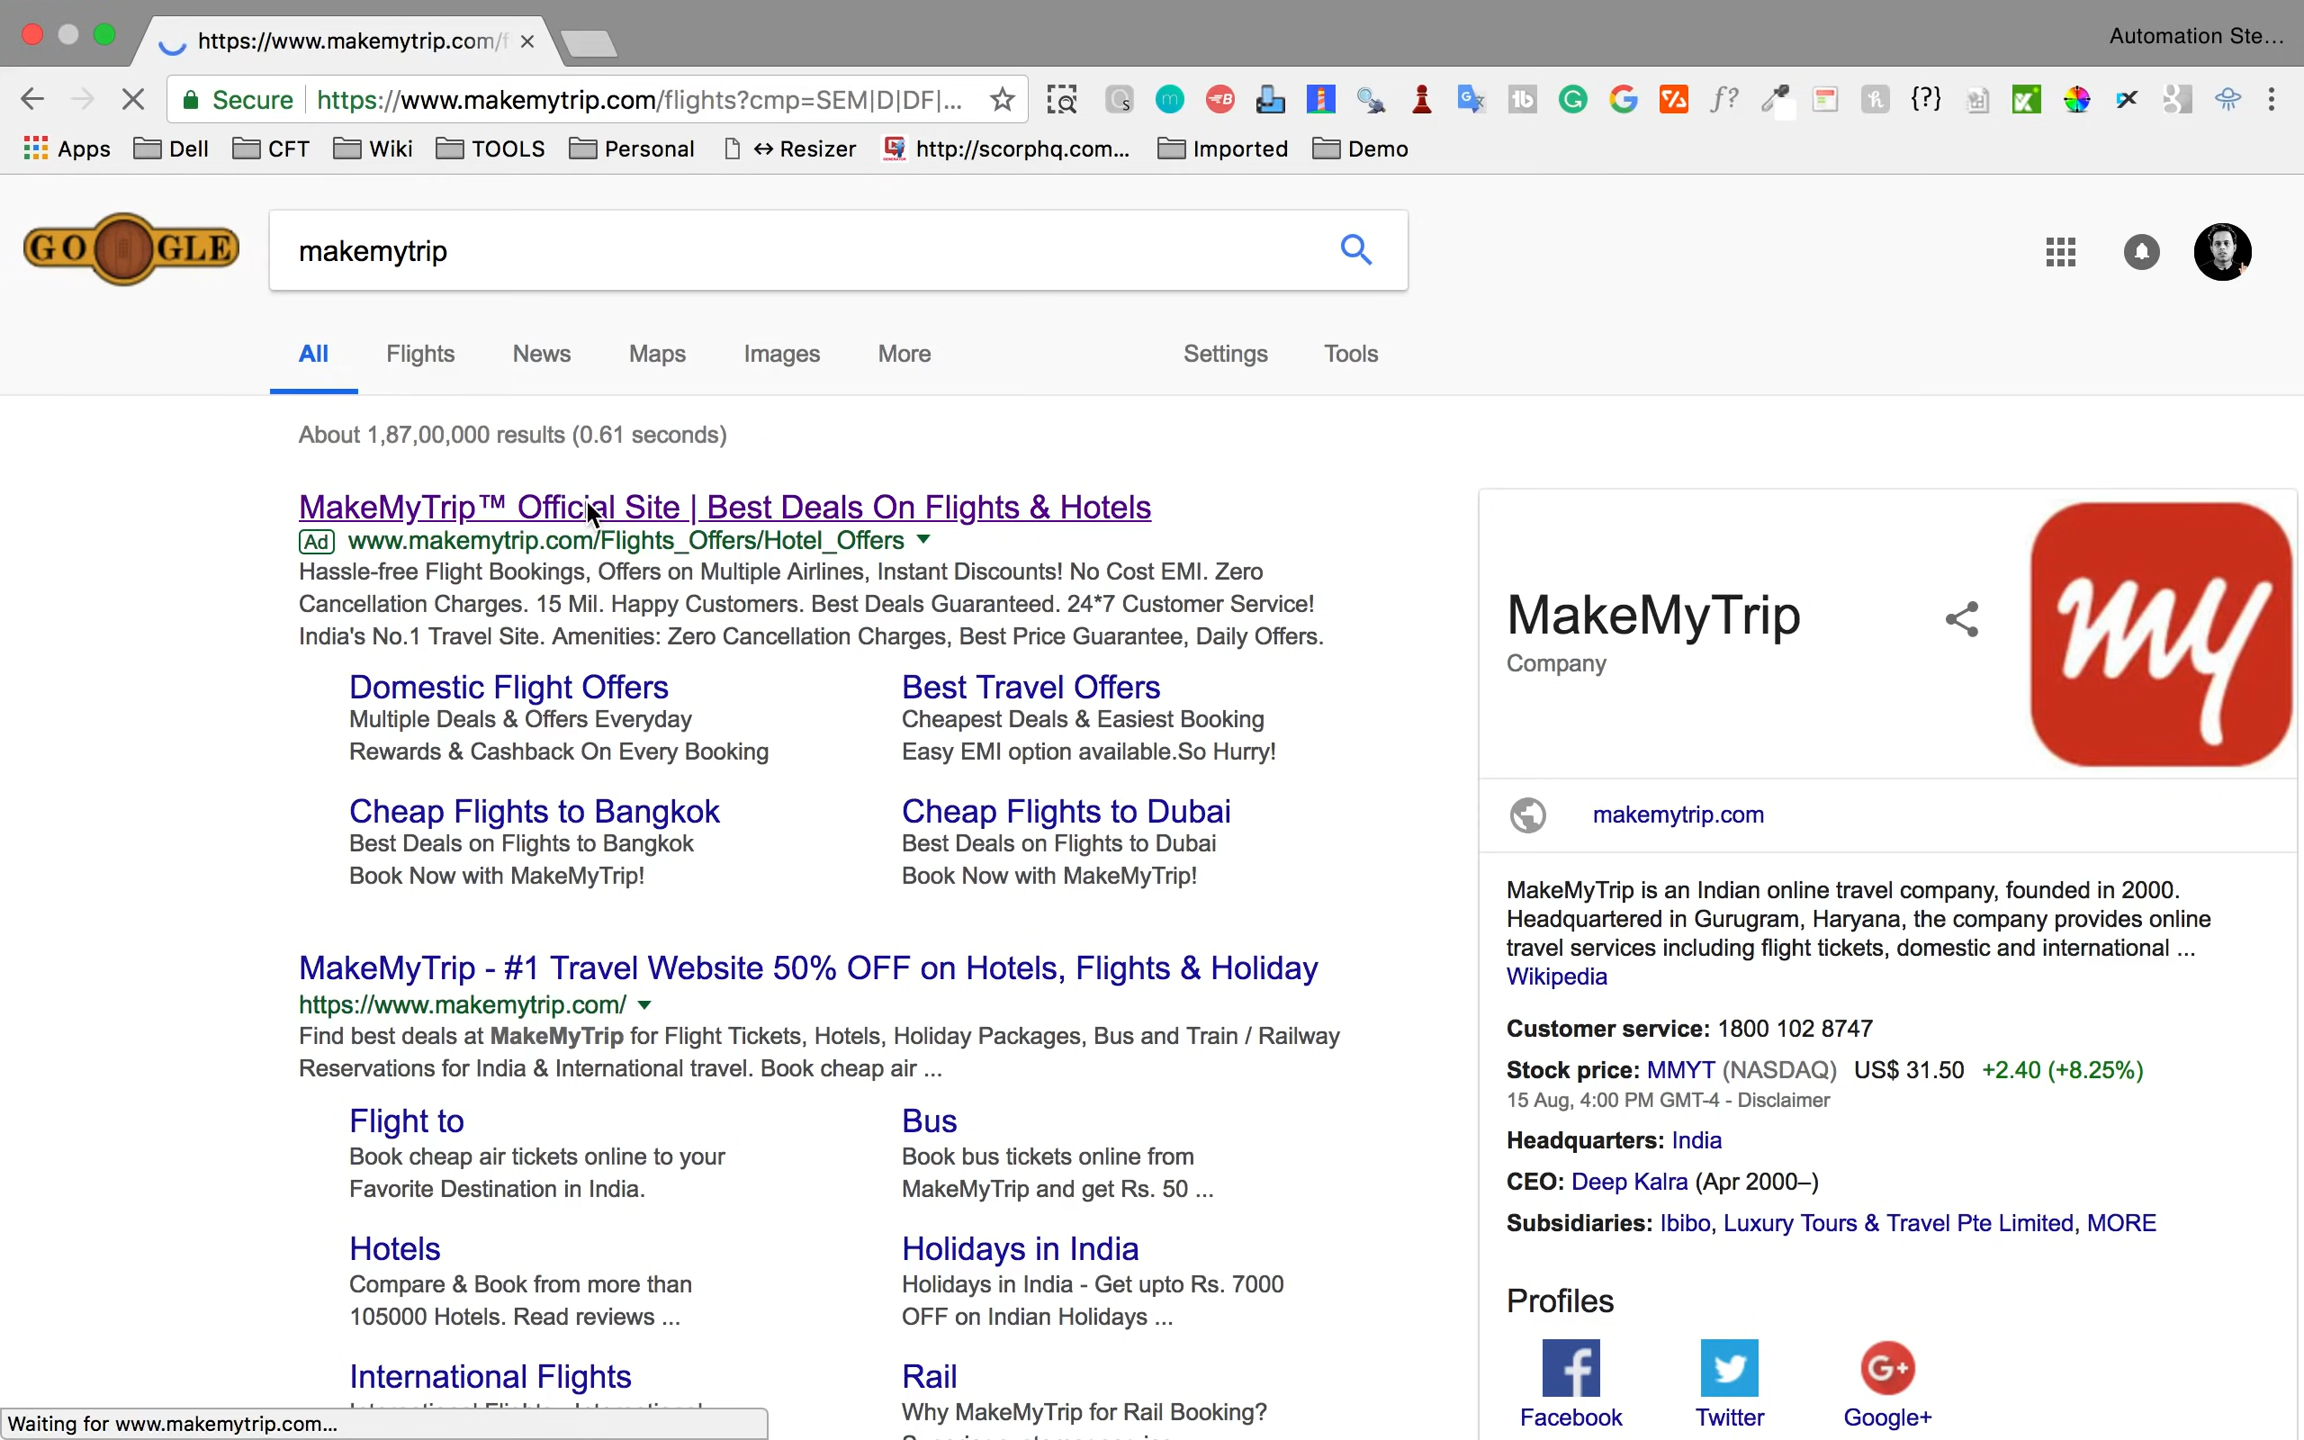 https://www.makemytrip.com/f
Automation Ste...
Secure https://www.makemytrip.com/flights?cmp=SEM|D|DF|...
Apps Dell CFT Wiki TOOLS Personal ↔ Resizer http://scorphq.com... Imported Demo
GOOGLE makemytrip
All Flights News Maps Images More Settings Tools
About 1,87,00,000 results (0.61 seconds)
MakeMyTrip™ Official Site | Best Deals On Flights & Hotels
Ad www.makemytrip.com/Flights_Offers/Hotel_Offers
Hassle-free Flight Bookings, Offers on Multiple Airlines, Instant Discounts! No Cost EMI. Zero
Cancellation Charges. 15 Mil. Happy Customers. Best Deals Guaranteed. 24*7 Customer Service!
India's No.1 Travel Site. Amenities: Zero Cancellation Charges, Best Price Guarantee, Daily Offers.
Domestic Flight Offers
Multiple Deals & Offers Everyday
Rewards & Cashback On Every Booking
Best Travel Offers
Cheapest Deals & Easiest Booking
Easy EMI option available.So Hurry!
Cheap Flights to Bangkok
Best Deals on Flights to Bangkok
Book Now with MakeMyTrip!
Cheap Flights to Dubai
Best Deals on Flights to Dubai
Book Now with MakeMyTrip!
MakeMyTrip - #1 Travel Website 50% OFF on Hotels, Flights & Holiday
https://www.makemytrip.com/
Find best deals at MakeMyTrip for Flight Tickets, Hotels, Holiday Packages, Bus and Train / Railway
Reservations for India & International travel. Book cheap air ...
Flight to
Book cheap air tickets online to your
Favorite Destination in India.
Bus
Book bus tickets online from
MakeMyTrip and get Rs. 50 ...
Hotels
Compare & Book from more than
105000 Hotels. Read reviews ...
Holidays in India
Holidays in India - Get upto Rs. 7000
OFF on Indian Holidays ...
International Flights
Rail
Why MakeMyTrip for Rail Booking?
MakeMyTrip
Company
my
makemytrip.com
MakeMyTrip is an Indian online travel company, founded in 2000.
Headquartered in Gurugram, Haryana, the company provides online
travel services including flight tickets, domestic and international ...
Wikipedia
Customer service: 1800 102 8747
Stock price: MMYT (NASDAQ) US$ 31.50 +2.40 (+8.25%)
15 Aug, 4:00 PM GMT-4 - Disclaimer
Headquarters: India
CEO: Deep Kalra (Apr 2000–)
Subsidiaries: Ibibo, Luxury Tours & Travel Pte Limited, MORE
Profiles
Facebook Twitter Google+
Waiting for www.makemytrip.com...